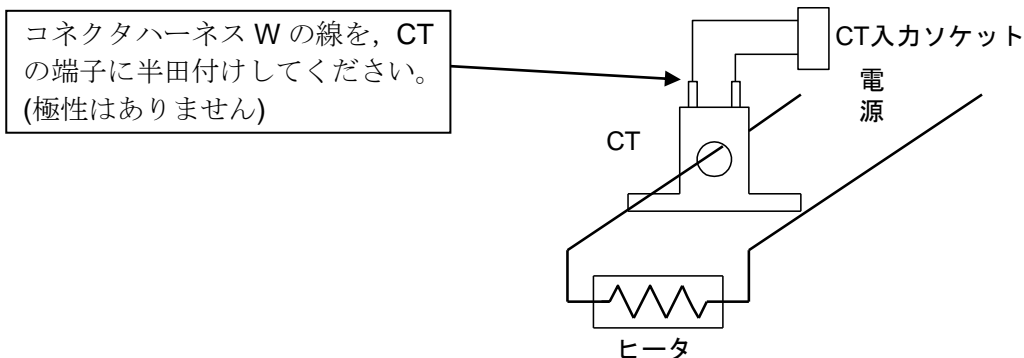 コネクタハーネス W の線を, CT
の端子に半田付けしてください。
(極性はありません)
CT入力ソケット
電
源
CT
ヒータ